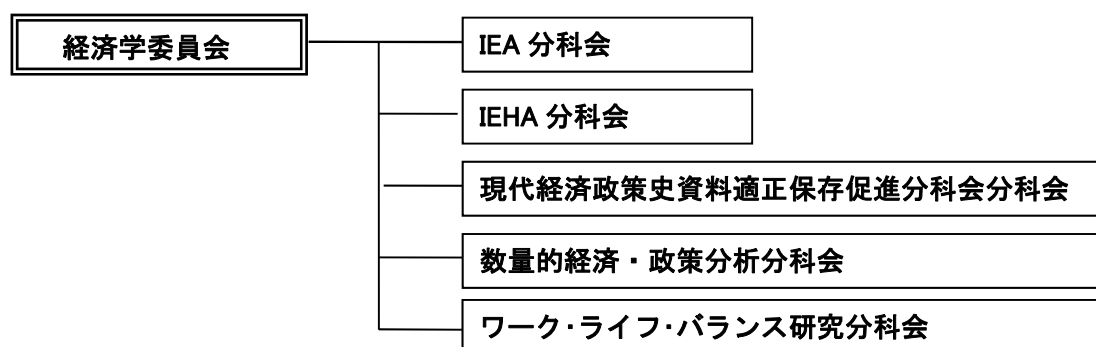 経済学委員会
IEA 分科会
IEHA 分科会
現代経済政策史資料適正保存促進分科会分科会
数量的経済・政策分析分科会
ワーク・ライフ・バランス研究分科会